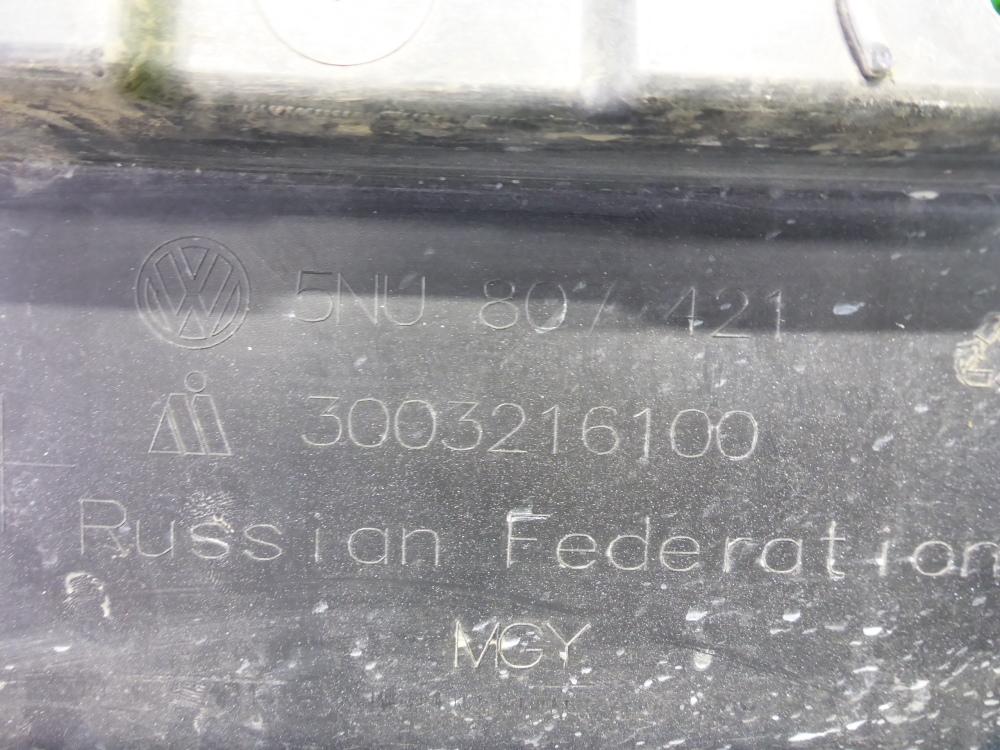 5NU 807 421
3003216100
Russian Federation
MGY